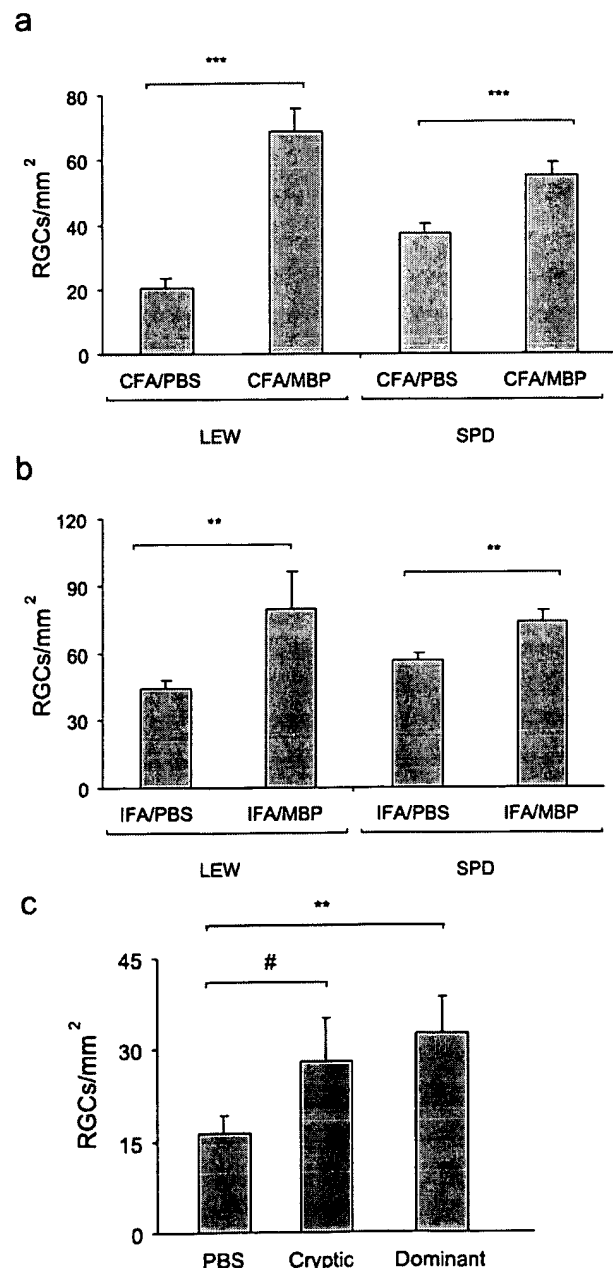 a
***
***
80
60
40
20
0
RGCs/mm²
CFA/PBS CFA/MBP CFA/PBS CFA/MBP
LEW SPD
b
**
**
120
90
60
30
0
RGCs/mm²
IFA/PBS IFA/MBP IFA/PBS IFA/MBP
LEW SPD
c
**
#
45
30
15
0
RGCs/mm²
PBS Cryptic Dominant